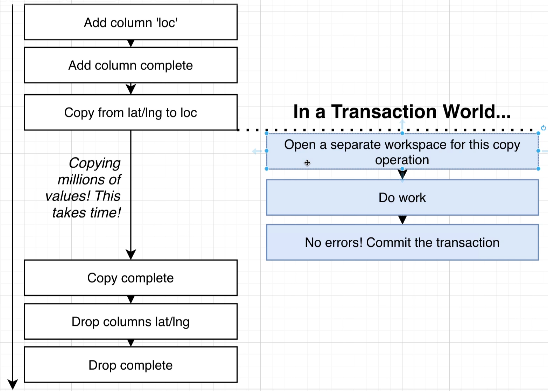 Add column 'loc'
Add column complete
Copy from lat/lng to loc
Copying
millions of
values! This
takes time!
Copy complete
Drop columns lat/lng
Drop complete
In a Transaction World...
Open a separate workspace for this copy
operation
Do work
No errors! Commit the transaction